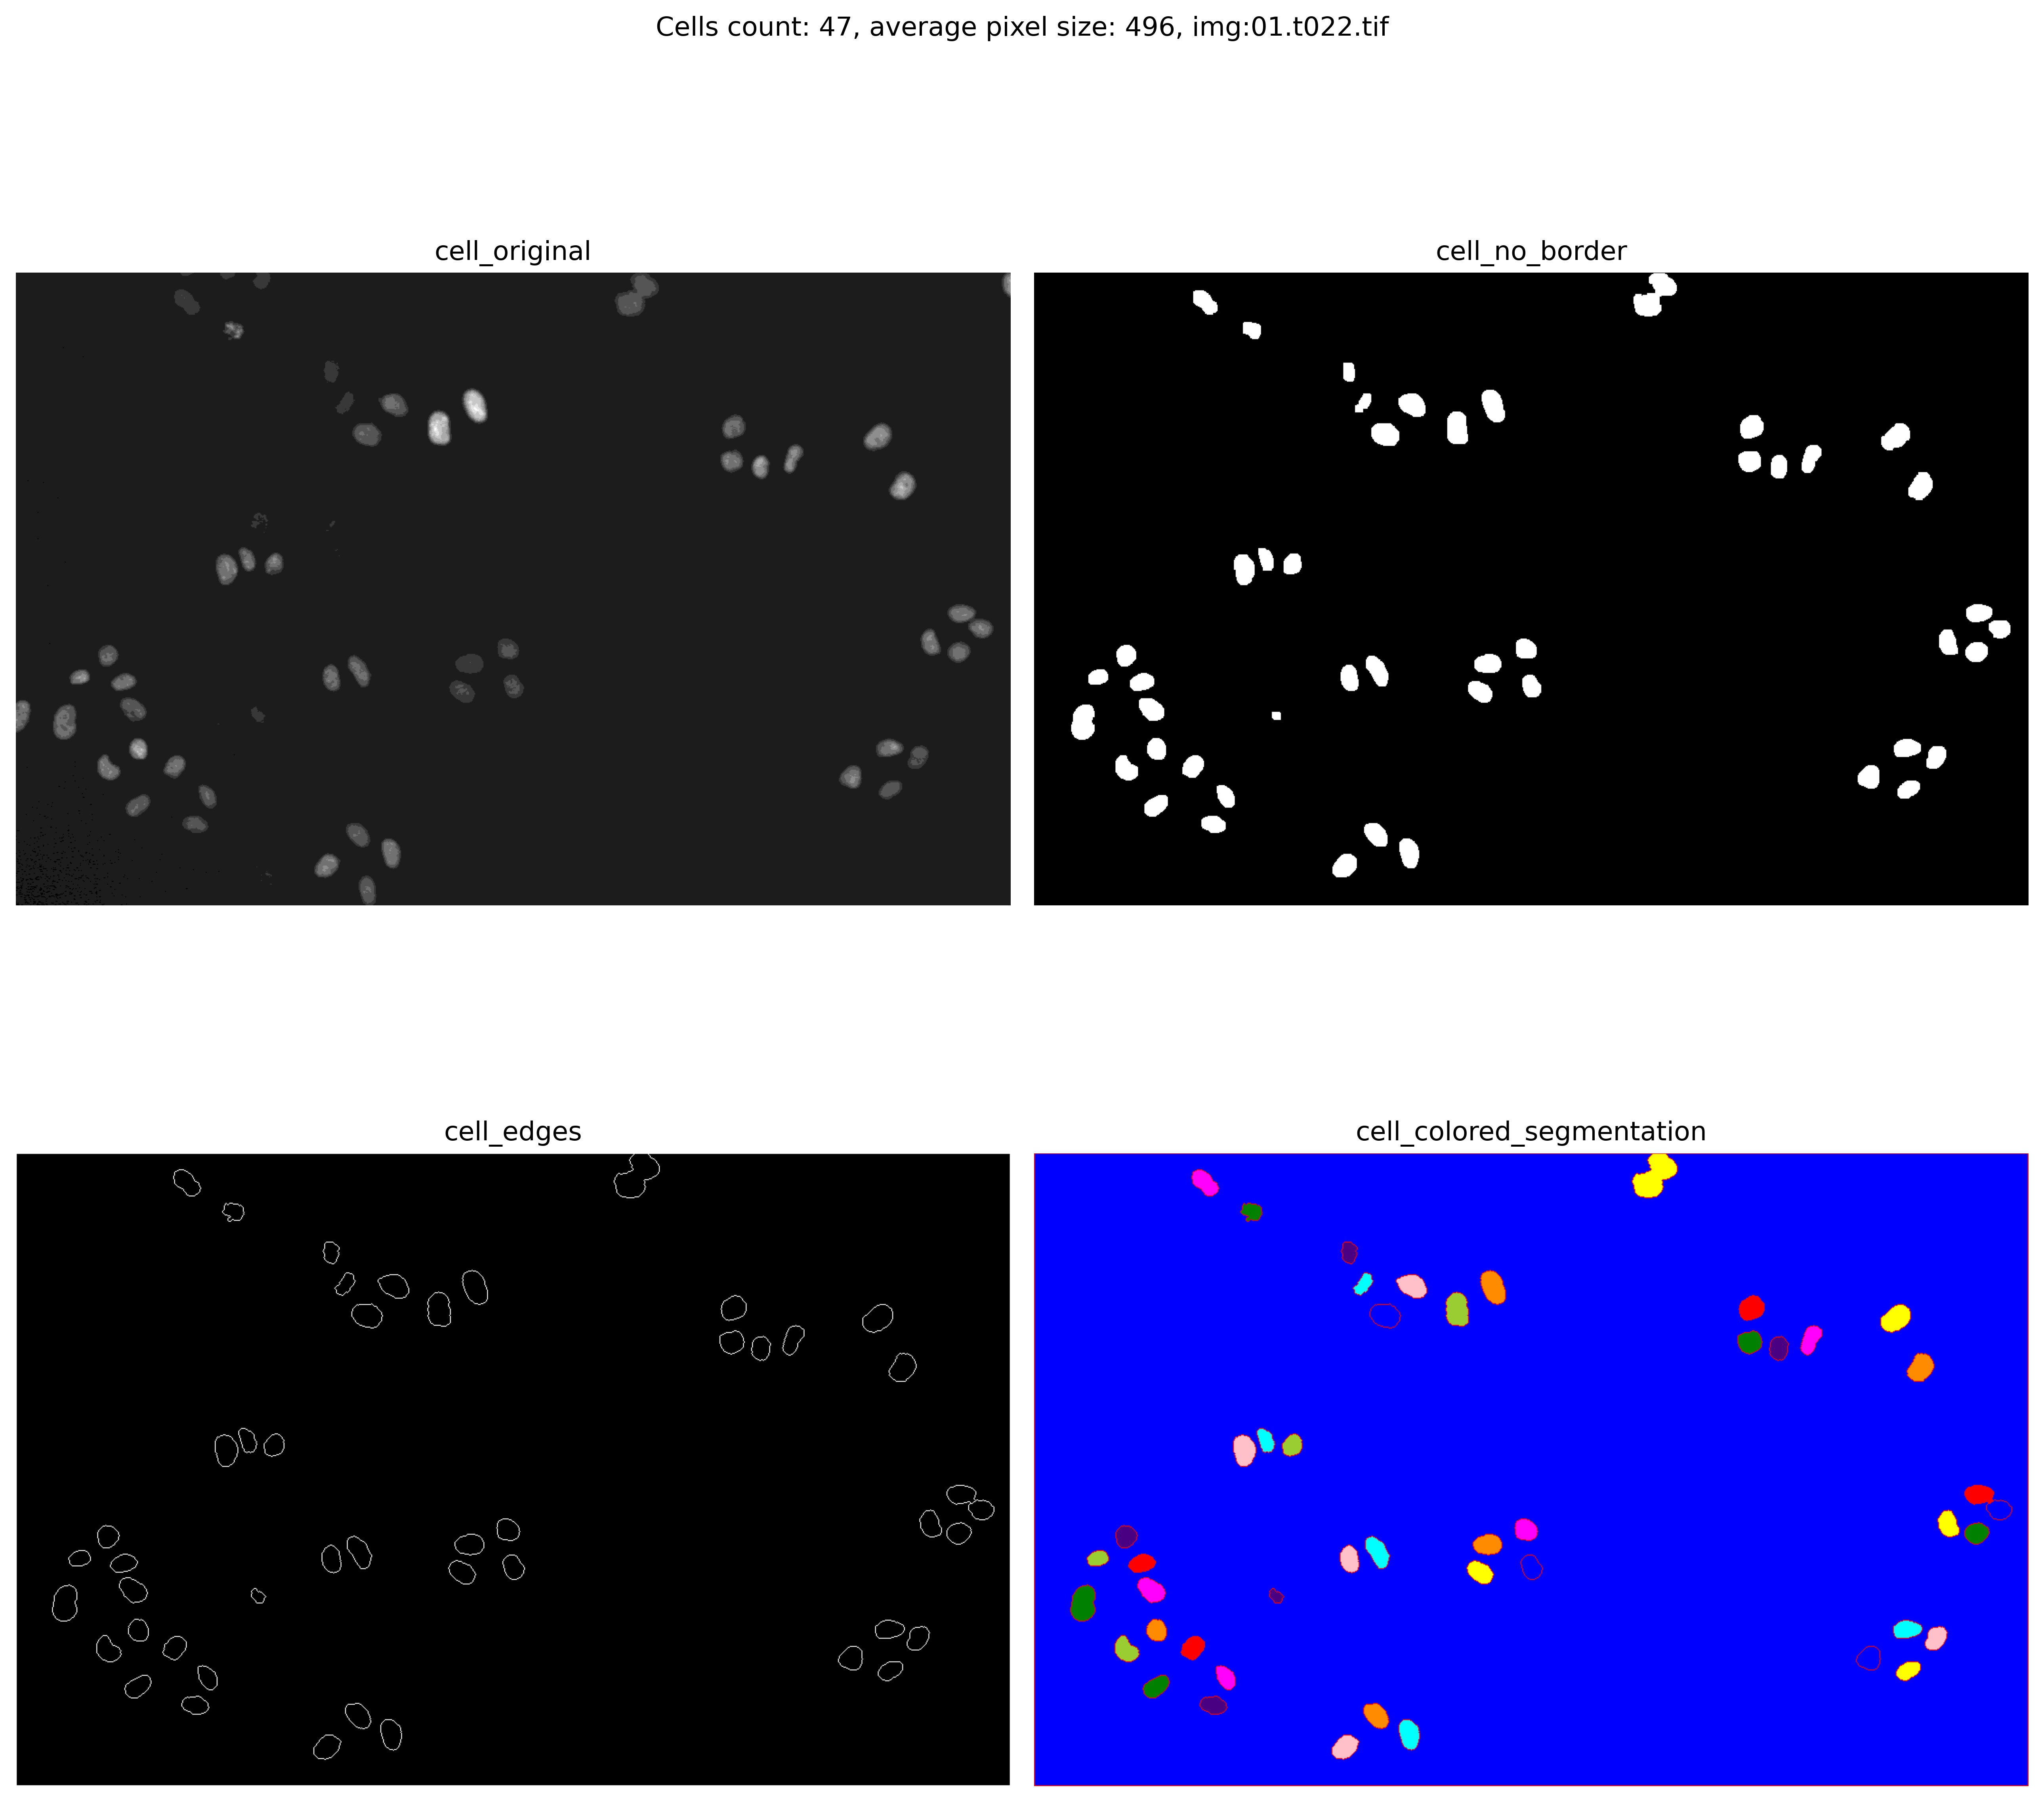 Cells count: 47, average pixel size: 496, img:01.t022.tif
cell_original
cell_no_border
cell_edges
cell_colored_segmentation